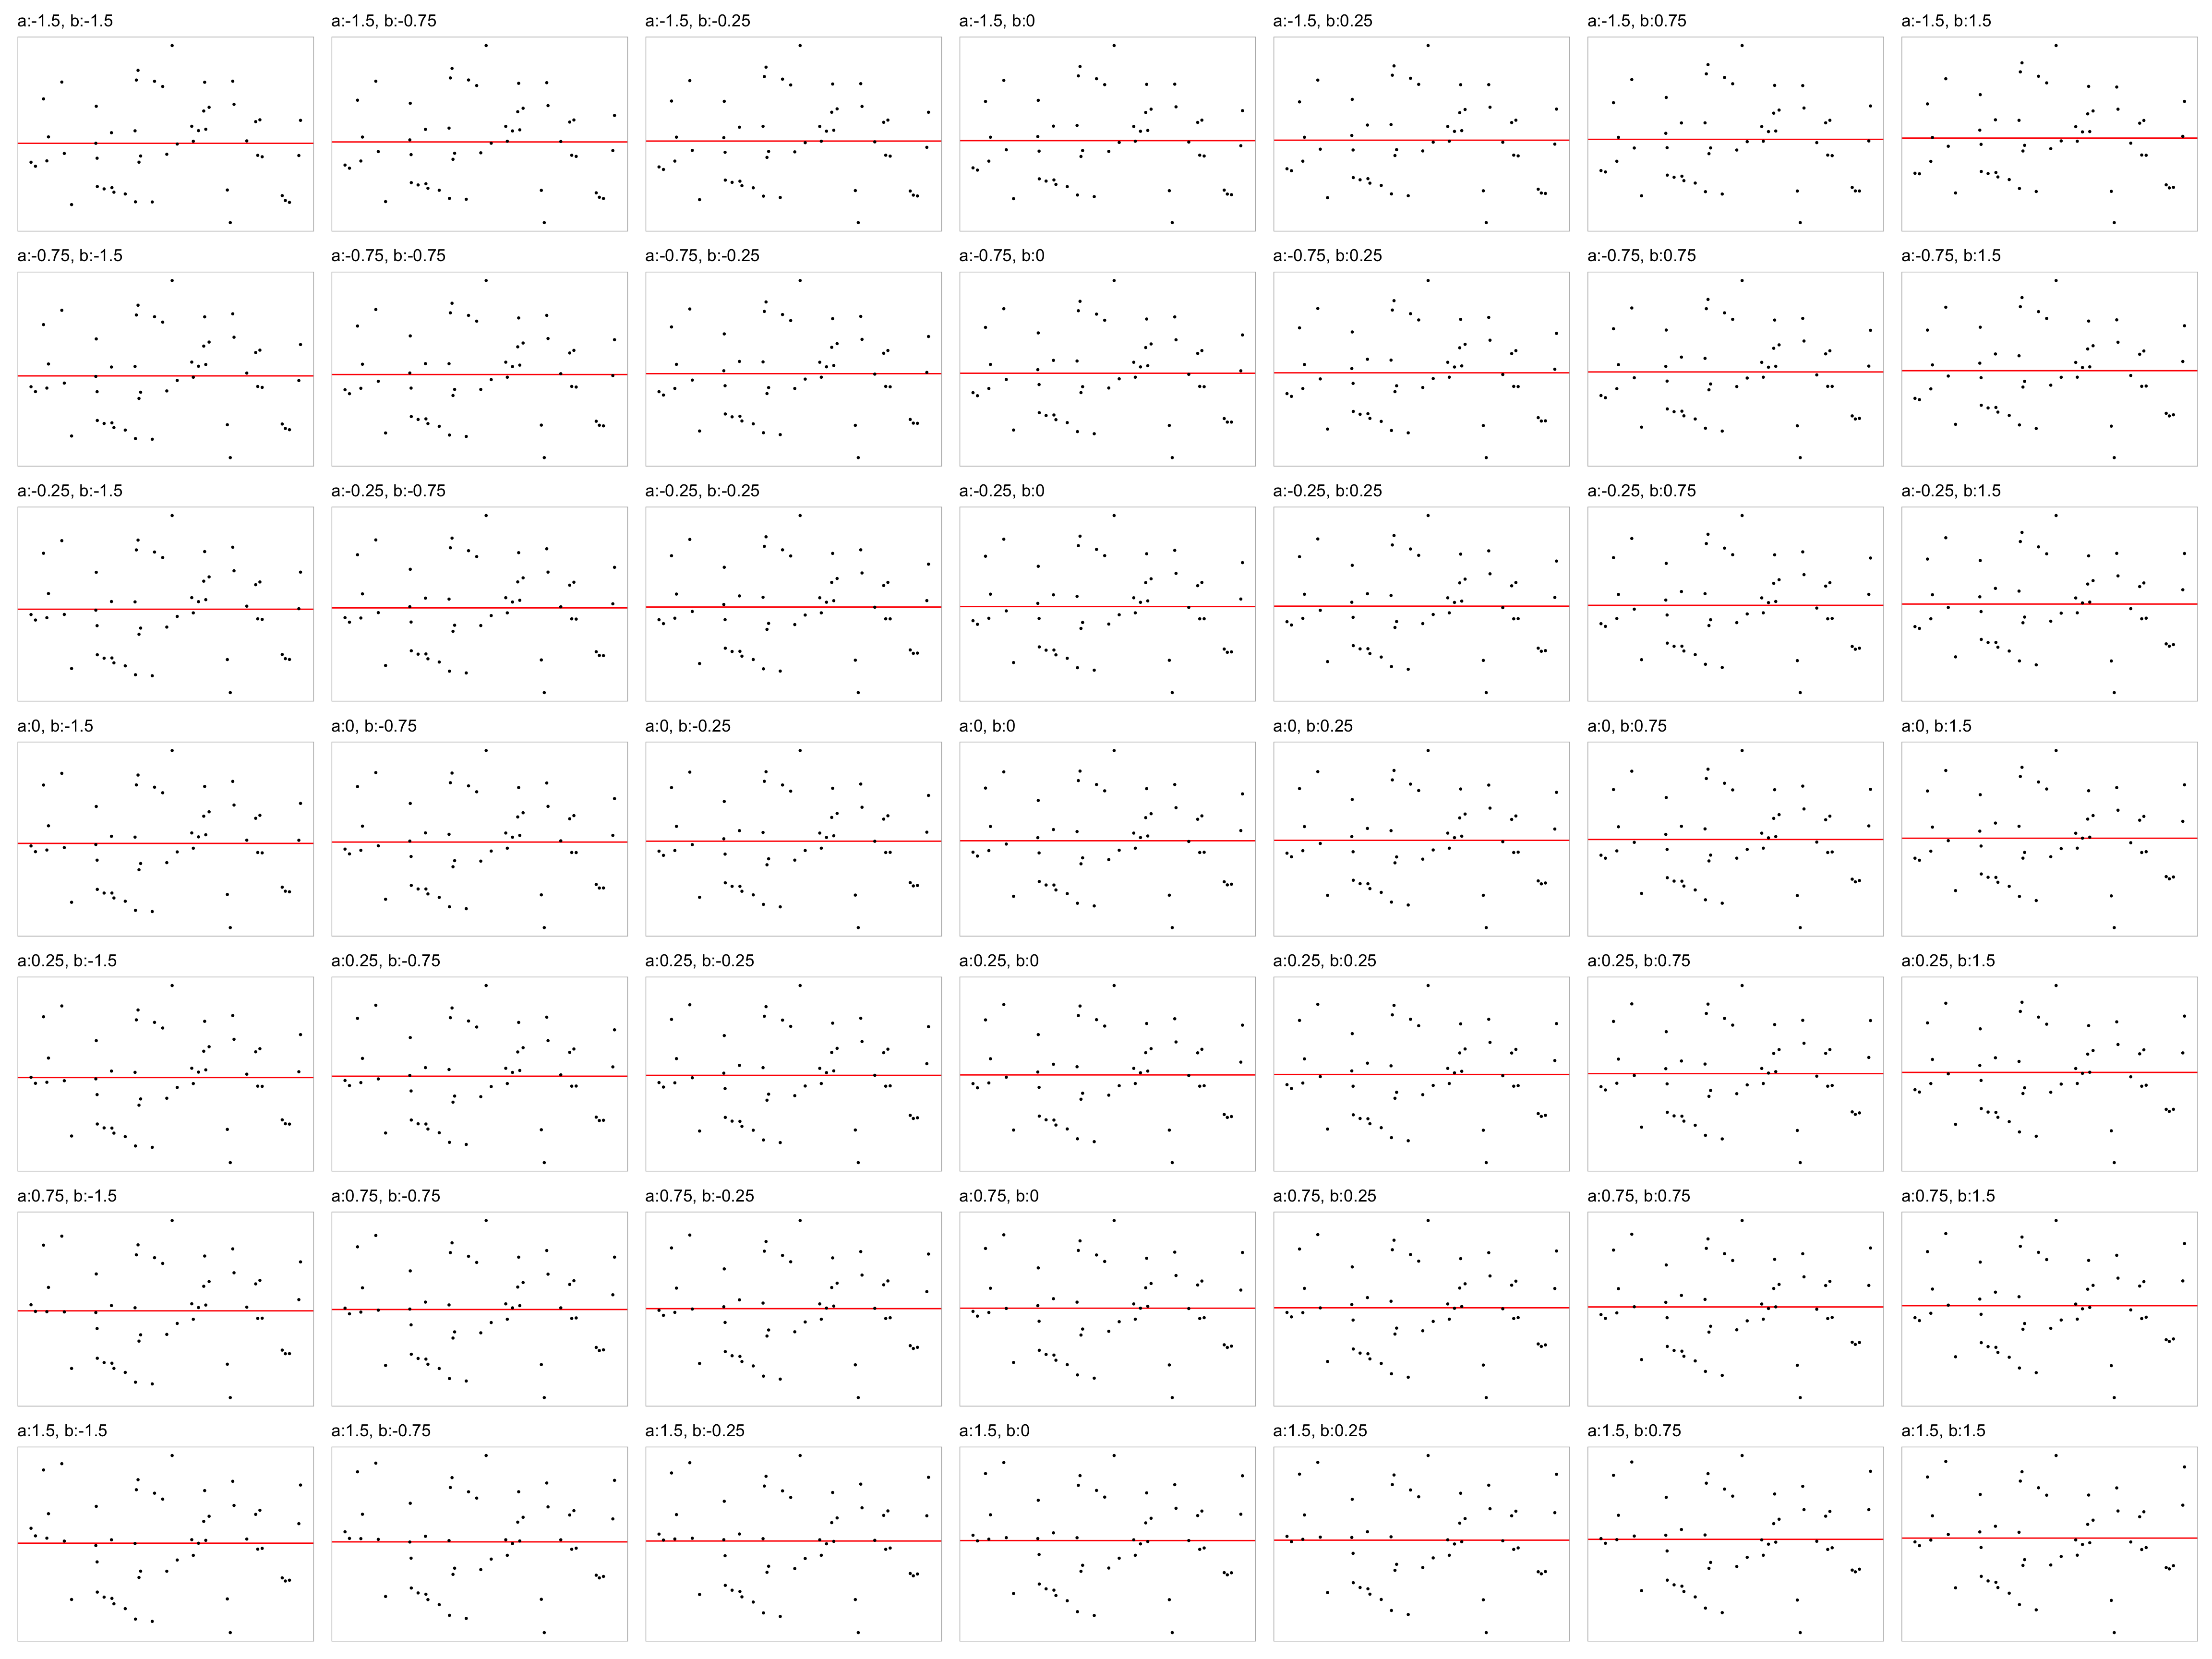 a:-1.5, b:-1.5
a:-1.5, b:-0.75
a:-1.5, b:-0.25
a:-1.5, b:0
a:-1.5, b:0.25
a:-1.5, b:0.75
a:-1.5, b:1.5
a:-0.75, b:-1.5
a:-0.75, b:-0.75
a:-0.75, b:-0.25
a:-0.75, b:0
a:-0.75, b:0.25
a:-0.75, b:0.75
a:-0.75, b:1.5
a:-0.25, b:-1.5
a:-0.25, b:-0.75
a:-0.25, b:-0.25
a:-0.25, b:0
a:-0.25, b:0.25
a:-0.25, b:0.75
a:-0.25, b:1.5
a:0, b:-1.5
a:0, b:-0.75
a:0, b:-0.25
a:0, b:0
a:0, b:0.25
a:0, b:0.75
a:0, b:1.5
a:0.25, b:-1.5
a:0.25, b:-0.75
a:0.25, b:-0.25
a:0.25, b:0
a:0.25, b:0.25
a:0.25, b:0.75
a:0.25, b:1.5
a:0.75, b:-1.5
a:0.75, b:-0.75
a:0.75, b:-0.25
a:0.75, b:0
a:0.75, b:0.25
a:0.75, b:0.75
a:0.75, b:1.5
a:1.5, b:-1.5
a:1.5, b:-0.75
a:1.5, b:-0.25
a:1.5, b:0
a:1.5, b:0.25
a:1.5, b:0.75
a:1.5, b:1.5